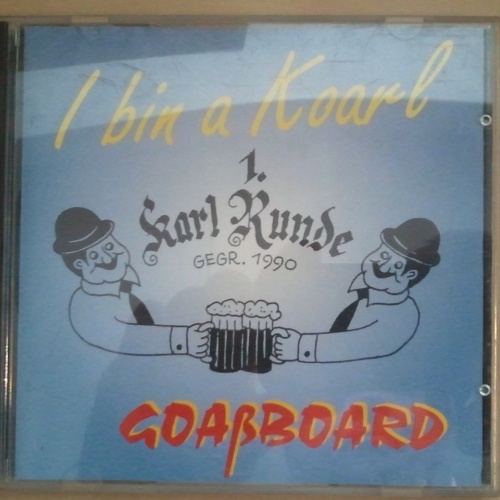 I bin a Koarl
1.
Karl Runde
GEGR. 1990
GOAßBOARD